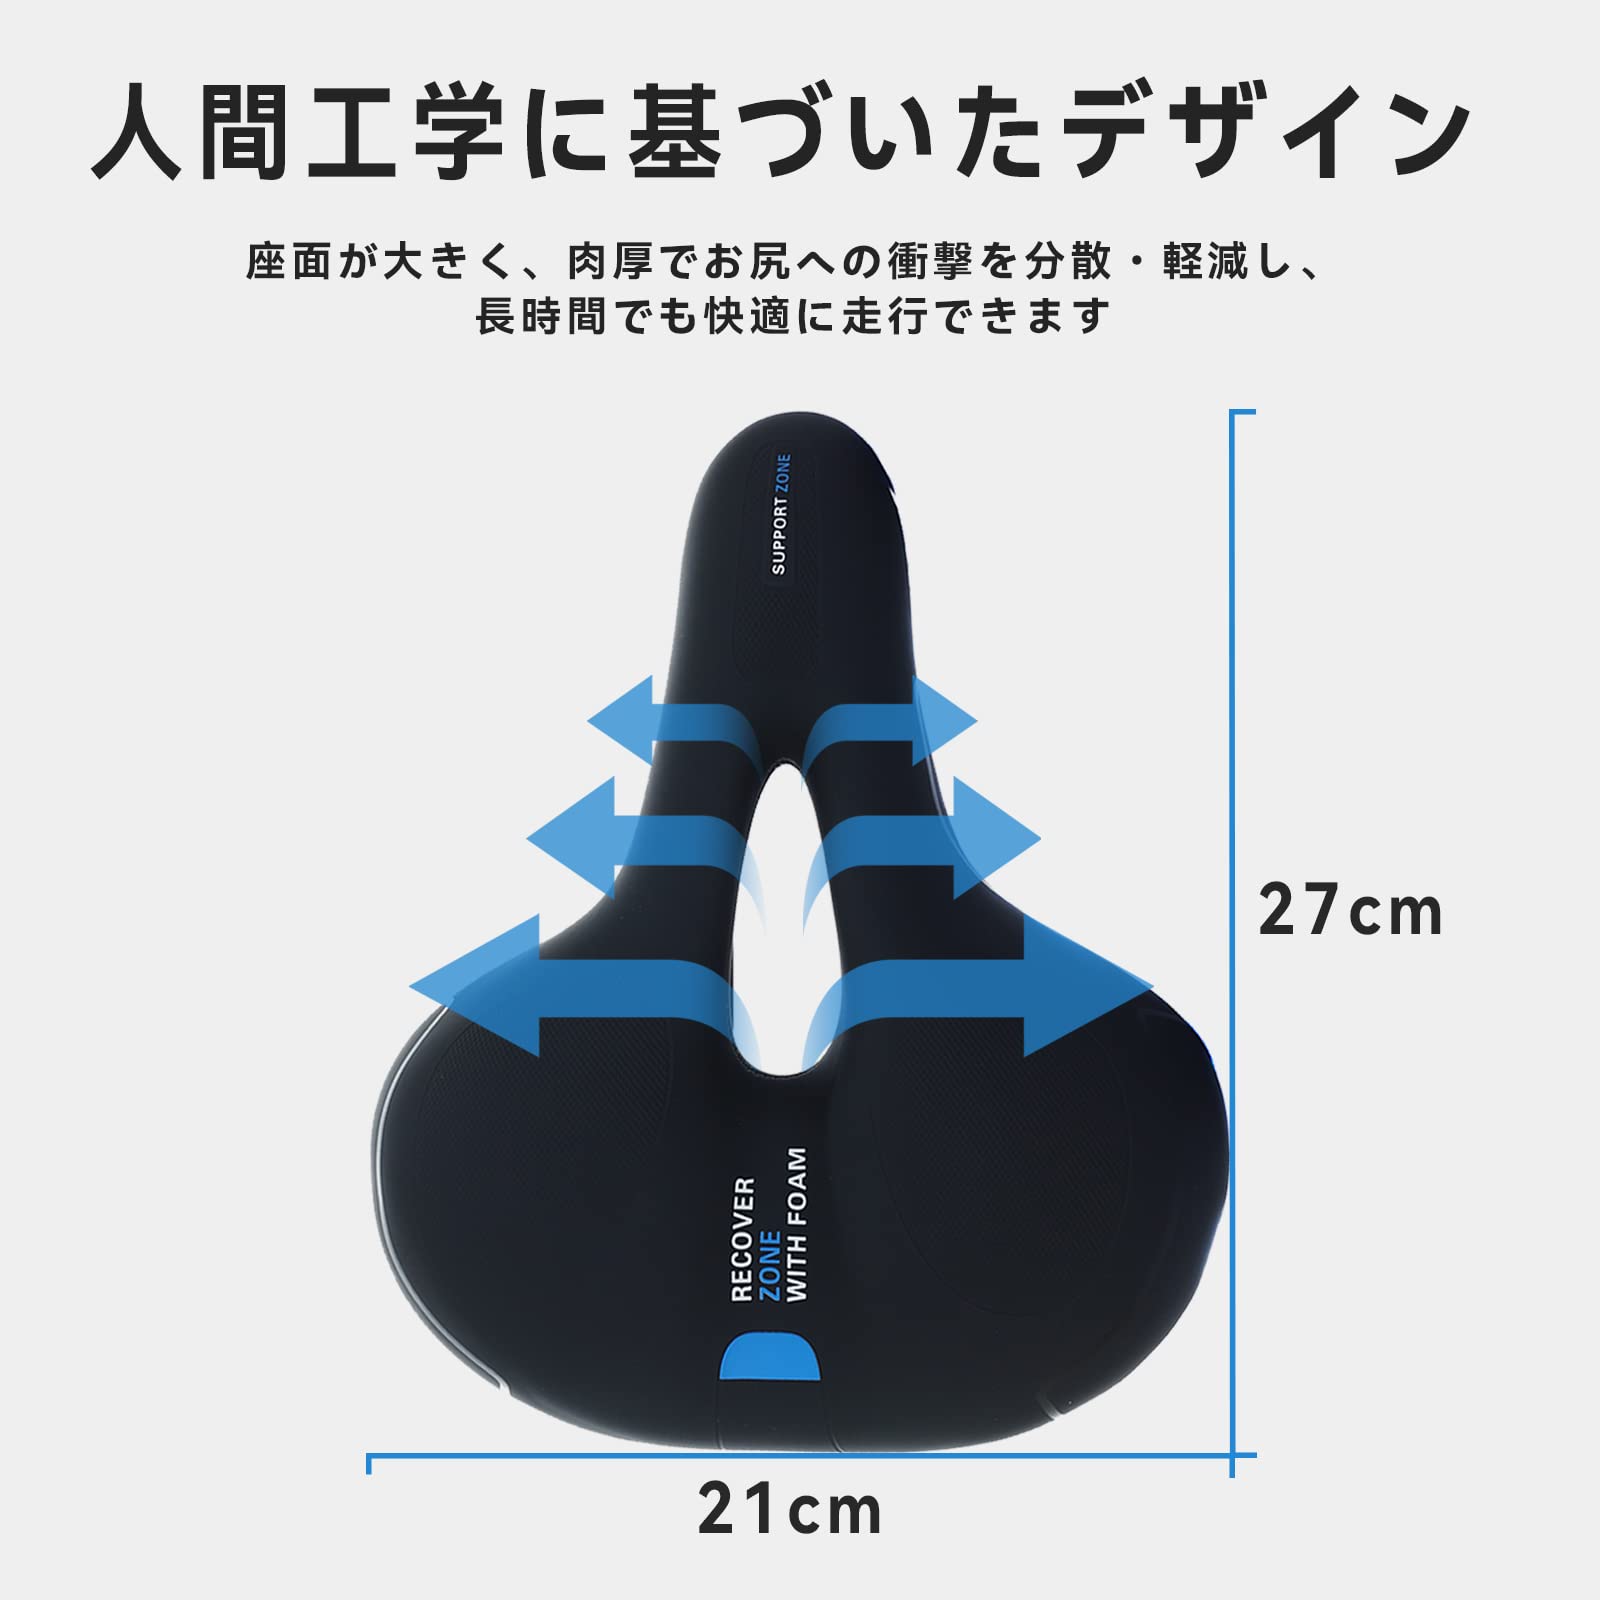 人間工学に基づいたデザイン
座面が大きく、肉厚でお尻への衝撃を分散・軽減し、
長時間でも快適に走行できます
SUPPORT ZONE
27cm
RECOVER
ZONE
WITH FOAM
21cm